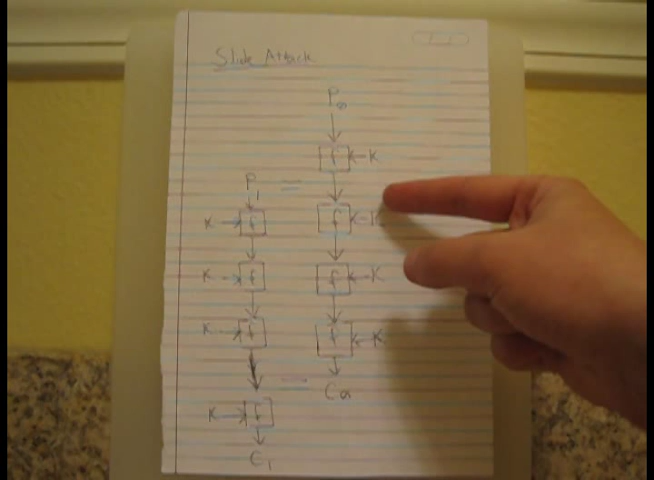 Slide Attack
P0
f K
P1 =
K f f K
K f f K
K f f K
= C0
K f
C1